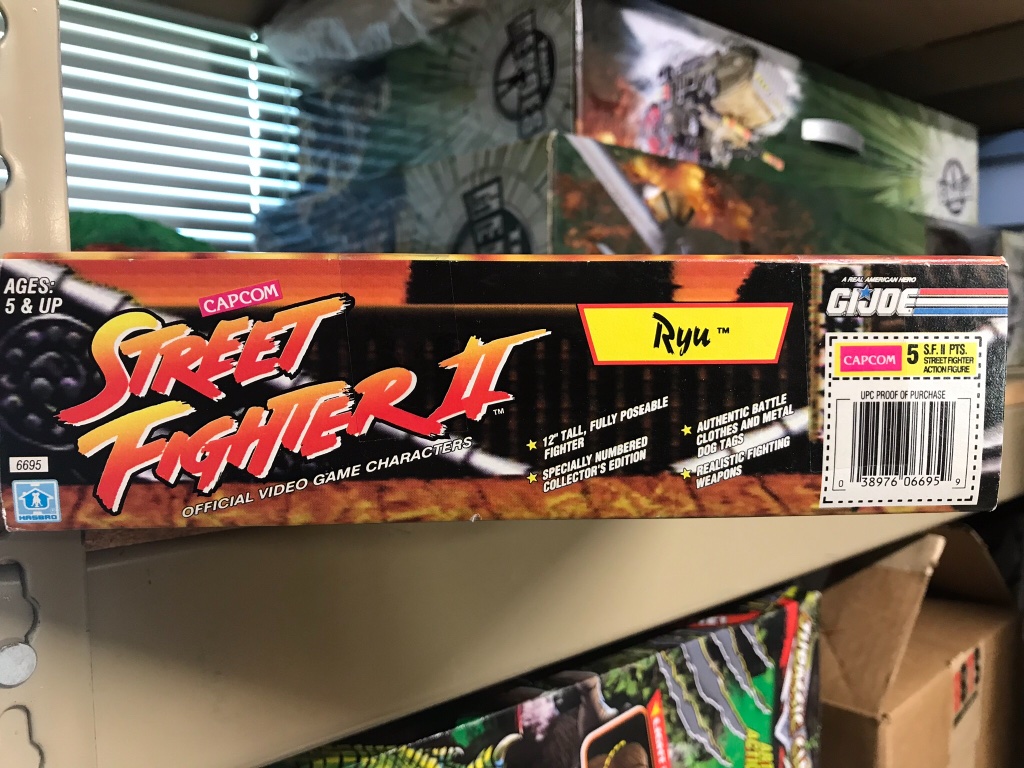 AGES:
5 & UP
CAPCOM
STREET
FIGHTER II™
OFFICIAL VIDEO GAME CHARACTERS
6695
HASBRO
Ryu™
12" TALL, FULLY POSEABLE
FIGHTER
SPECIALLY NUMBERED
COLLECTOR'S EDITION
AUTHENTIC BATTLE
CLOTHES AND METAL
DOG TAGS
REALISTIC FIGHTING
WEAPONS
A REAL AMERICAN HERO
GI JOE
CAPCOM
5
S.F. II PTS.
STREET FIGHTER
ACTION FIGURE
UPC PROOF OF PURCHASE
0 38976 06695 9